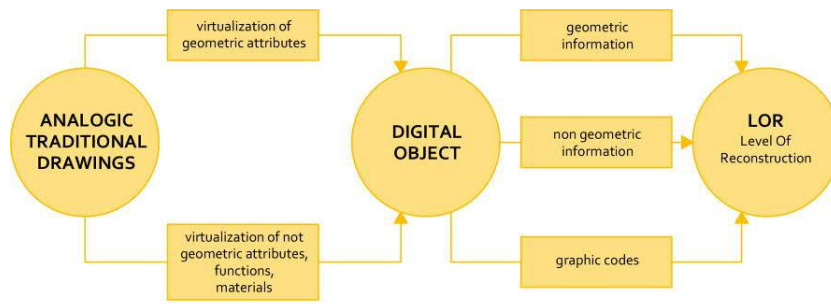 virtualization of
geometric attributes
geometric
information
ANALOGIC
TRADITIONAL
DRAWINGS
DIGITAL
OBJECT
non geometric
information
LOR
Level Of
Reconstruction
virtualization of not
geometric attributes,
functions,
materials
graphic codes